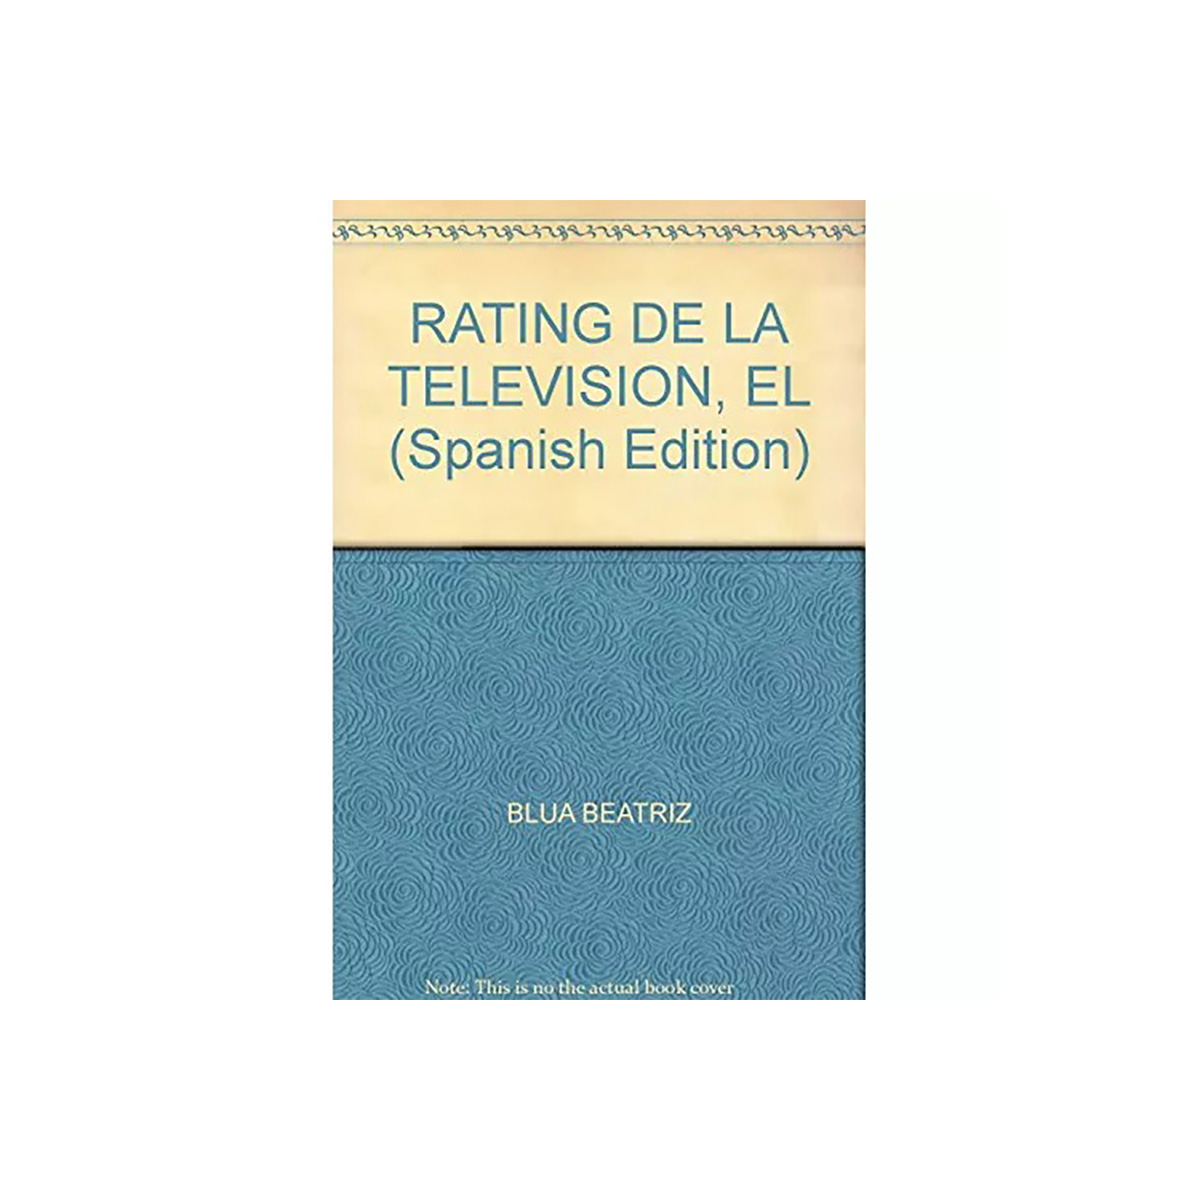 RATING DE LA
TELEVISION, EL
(Spanish Edition)
BLUA BEATRIZ
Note: This is no the actual book cover